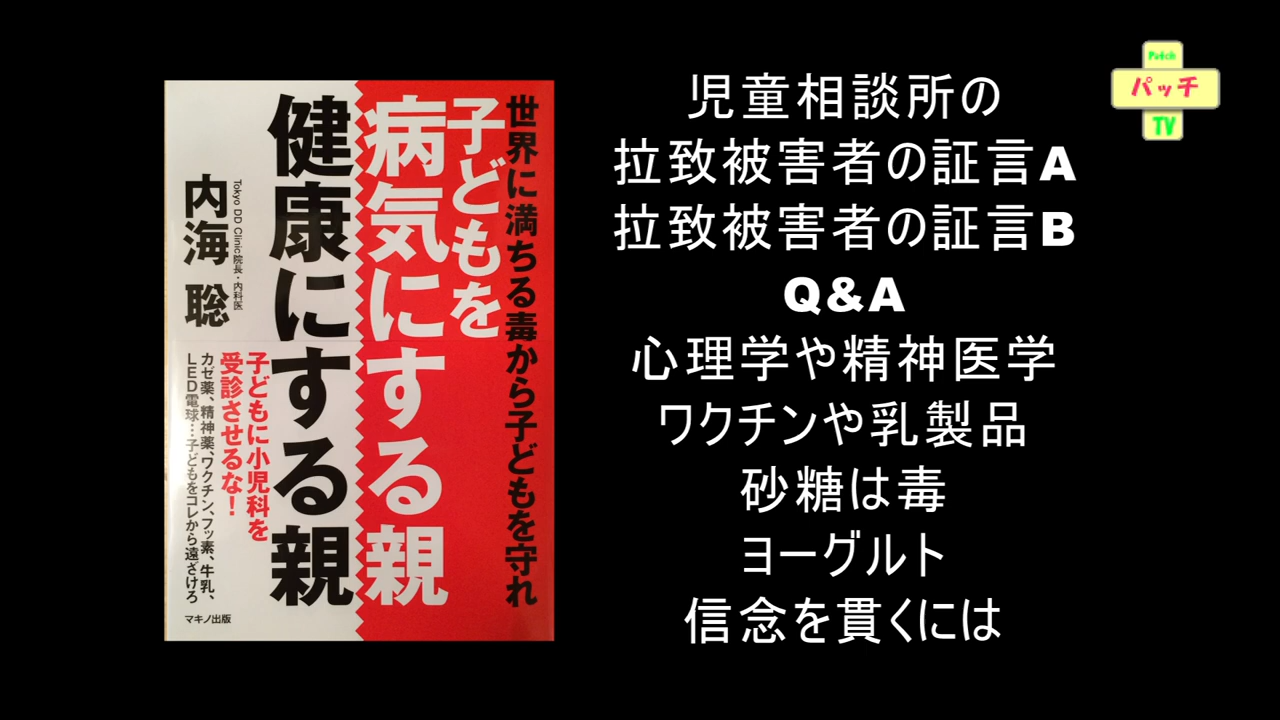 世界に満ちる毒から子どもを守れ
子どもを
病気にする親
健康にする親
Tokyo DD Clinic院長・内科医
内海 聡
子どもに小児科を
受診させるな！
カゼ薬、精神薬、ワクチン、フッ素、牛乳、
LED電球…子どもをコレから遠ざけろ
マキノ出版
児童相談所の
拉致被害者の証言A
拉致被害者の証言B
Q&A
心理学や精神医学
ワクチンや乳製品
砂糖は毒
ヨーグルト
信念を貫くには
Patch
パッチ
TV